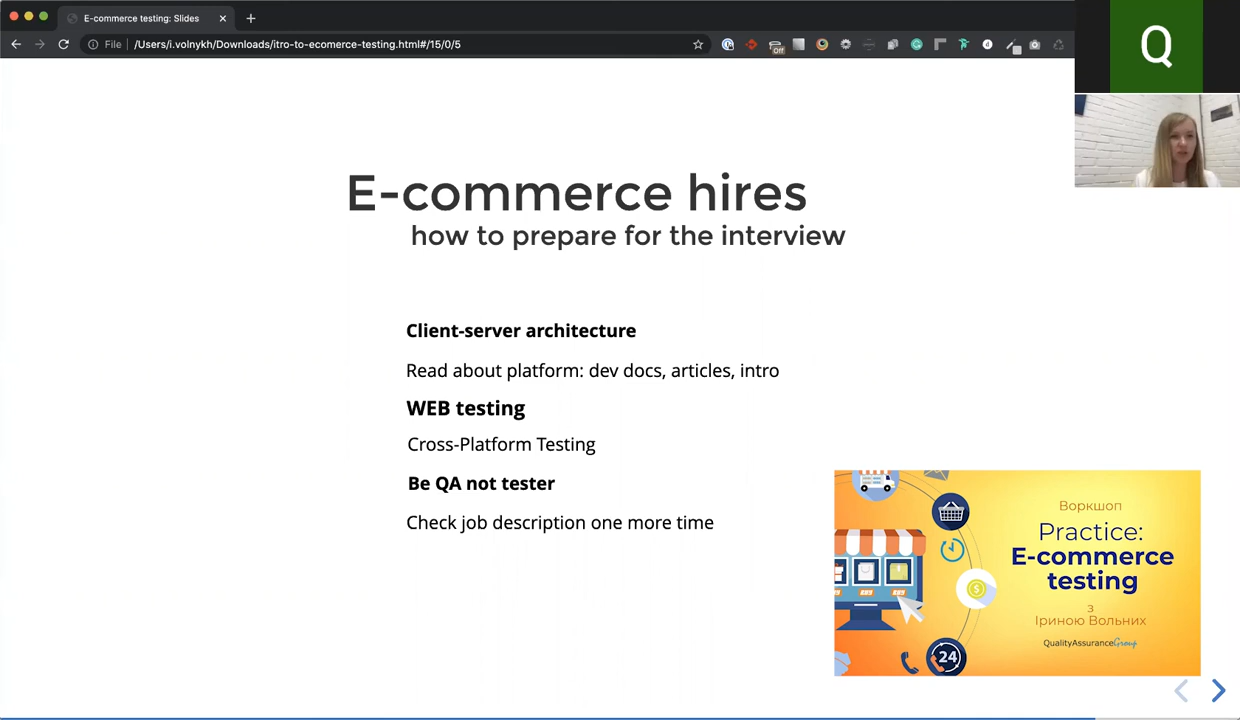 E-commerce testing: Slides
File
/Users/i.volnykh/Downloads/itro-to-ecomerce-testing.html#/15/0/5
Off
Q
E-commerce hires
how to prepare for the interview
Client-server architecture
Read about platform: dev docs, articles, intro
WEB testing
Cross-Platform Testing
Be QA not tester
Check job description one more time
Воркшоп
Practice:
E-commerce
testing
з
Іриною Вольних
QualityAssuranceGroup
24